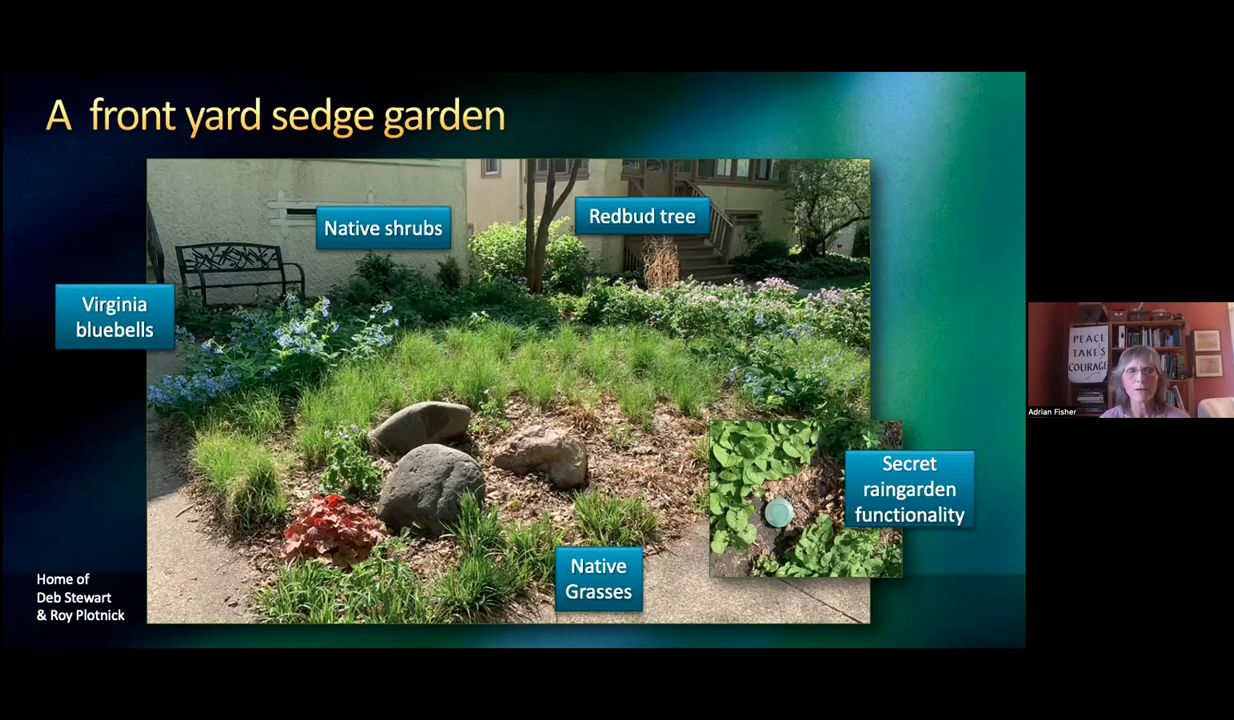 A front yard sedge garden
Native shrubs
Redbud tree
Virginia
bluebells
Secret
raingarden
functionality
Native
Grasses
Home of
Deb Stewart
& Roy Plotnick
PEACE
TAKES
COURAGE
Adrian Fisher